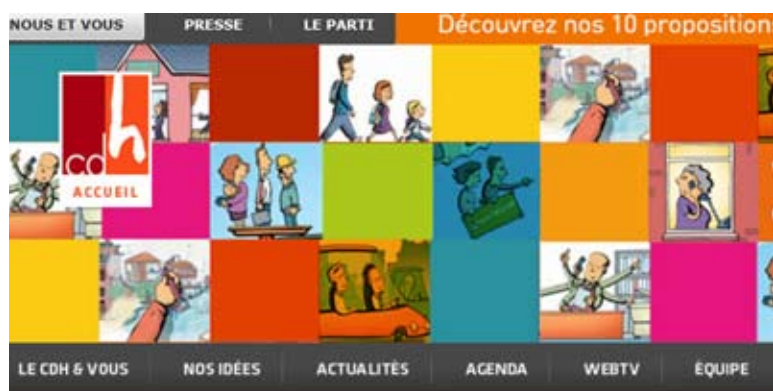 NOUS ET VOUS PRESSE LE PARTI Découvrez nos 10 proposition
cdh
ACCUEIL
LE CDH & VOUS NOS IDÉES ACTUALITÉS AGENDA WEBTV ÉQUIPE